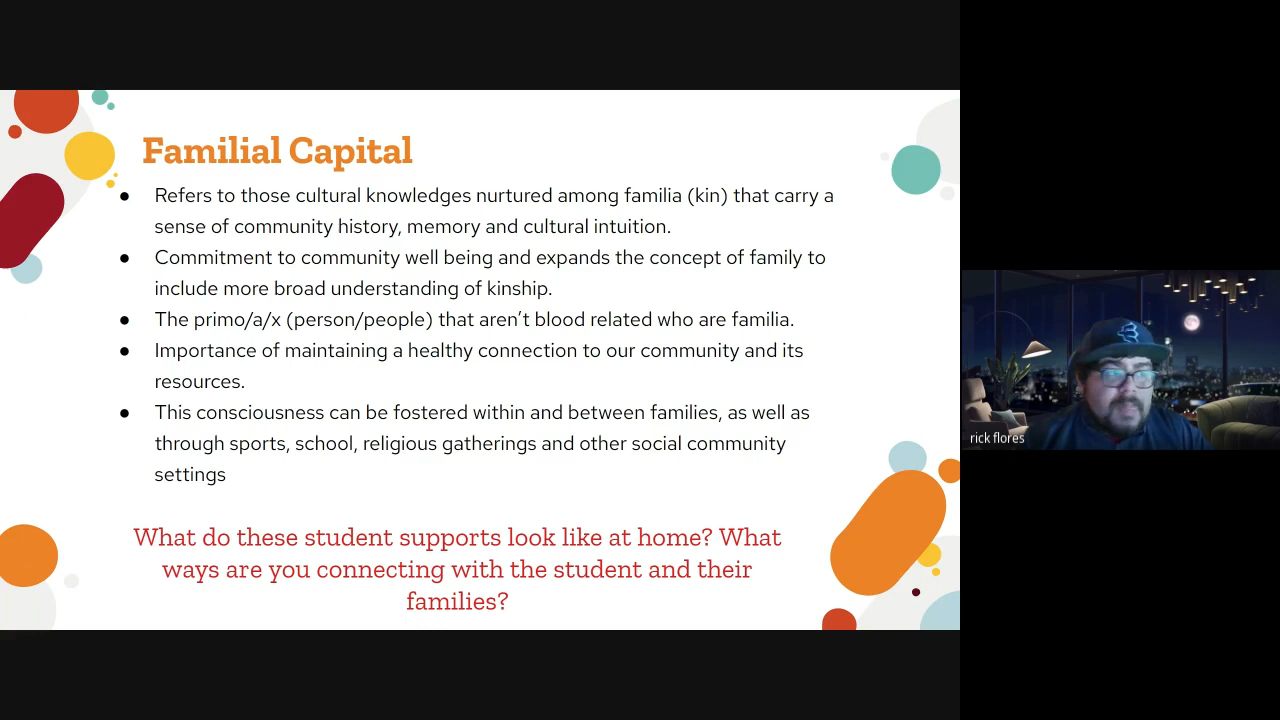 Familial Capital
● Refers to those cultural knowledges nurtured among familia (kin) that carry a
sense of community history, memory and cultural intuition.
● Commitment to community well being and expands the concept of family to
include more broad understanding of kinship.
● The primo/a/x (person/people) that aren’t blood related who are familia.
● Importance of maintaining a healthy connection to our community and its
resources.
● This consciousness can be fostered within and between families, as well as
through sports, school, religious gatherings and other social community
settings
What do these student supports look like at home? What
ways are you connecting with the student and their
families?
rick flores